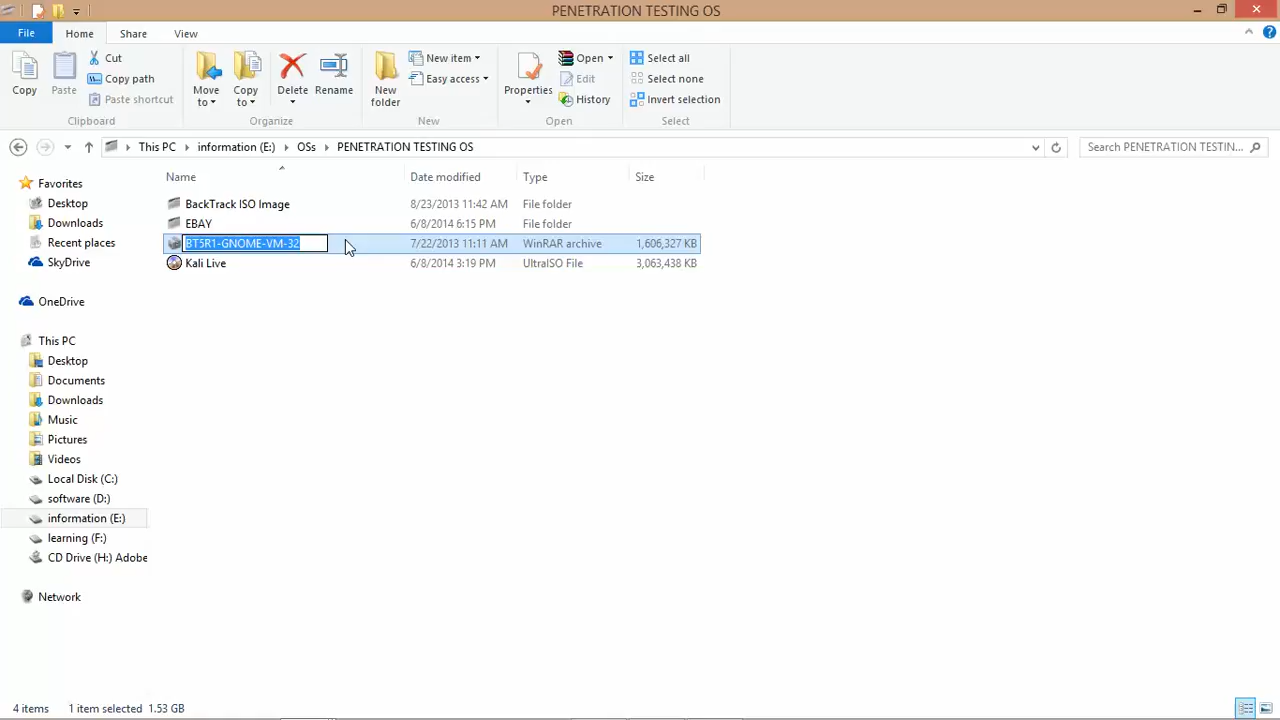 PENETRATION TESTING OS
File Home Share View
Copy
Paste
Cut
Copy path
Paste shortcut
Clipboard
Move to
Copy to
Delete
Rename
Organize
New folder
New item
Easy access
New
Properties
Open
Edit
History
Open
Select all
Select none
Invert selection
Select
This PC information (E:) OSs PENETRATION TESTING OS
Search PENETRATION TESTIN...
Name Date modified Type Size
BackTrack ISO Image 8/23/2013 11:42 AM File folder
EBAY 6/8/2014 6:15 PM File folder
BT5R1-GNOME-VM-32 7/22/2013 11:11 AM WinRAR archive 1,606,327 KB
Kali Live 6/8/2014 3:19 PM UltraISO File 3,063,438 KB
Favorites
Desktop
Downloads
Recent places
SkyDrive
OneDrive
This PC
Desktop
Documents
Downloads
Music
Pictures
Videos
Local Disk (C:)
software (D:)
information (E:)
learning (F:)
CD Drive (H:) Adobe
Network
4 items 1 item selected 1.53 GB